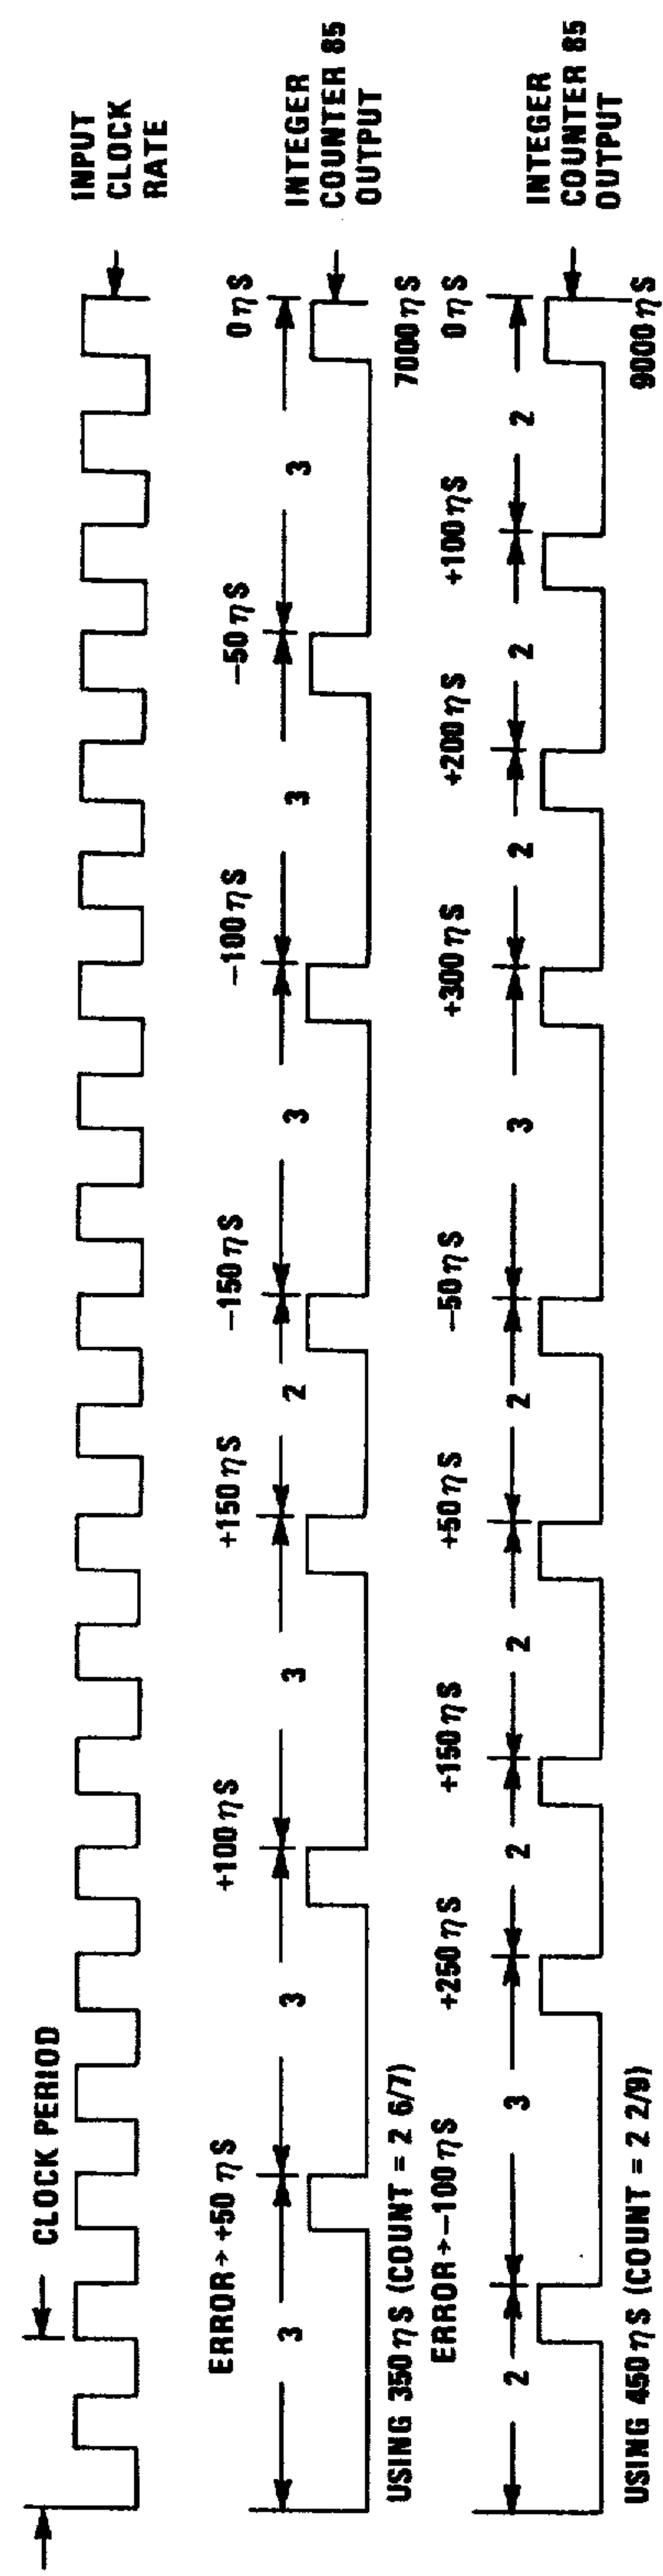 CLOCK PERIOD
INPUT
CLOCK
RATE
ERROR→+50 ηS +100 ηS +150 ηS −150 ηS −100 ηS −50 ηS 0 ηS
3 3 3 2 3 3 3
INTEGER
COUNTER 85
OUTPUT
USING 350 ηS (COUNT = 2 6/7) 7000 ηS
ERROR→−100 ηS +250 ηS +150 ηS +50 ηS −50 ηS +300 ηS +200 ηS +100 ηS 0 ηS
2 3 2 2 2 3 2 2 2
INTEGER
COUNTER 85
OUTPUT
USING 450 ηS (COUNT = 2 2/9) 9000 ηS